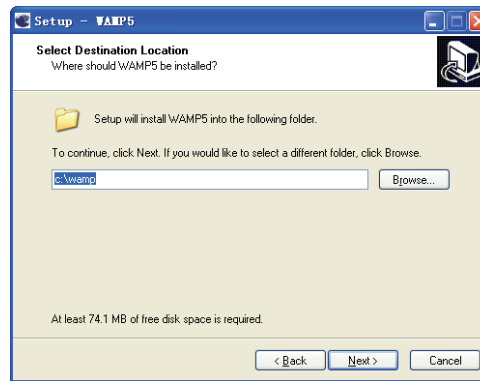 Setup - WAMP5
Select Destination Location
Where should WAMP5 be installed?
Setup will install WAMP5 into the following folder.
To continue, click Next. If you would like to select a different folder, click Browse.
c:\wamp
Browse...
At least 74.1 MB of free disk space is required.
< Back
Next >
Cancel